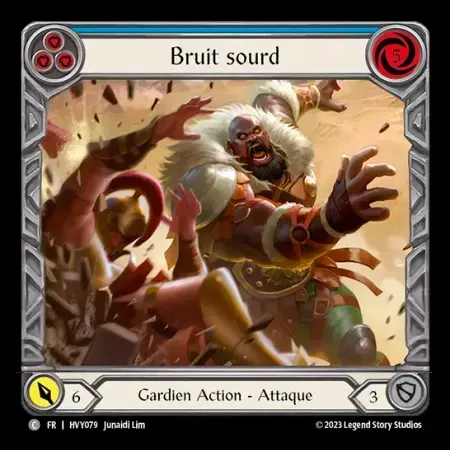 Bruit sourd
5
6
Gardien Action - Attaque
3
C FR | HVY079 Junaidi Lim
© 2023 Legend Story Studios